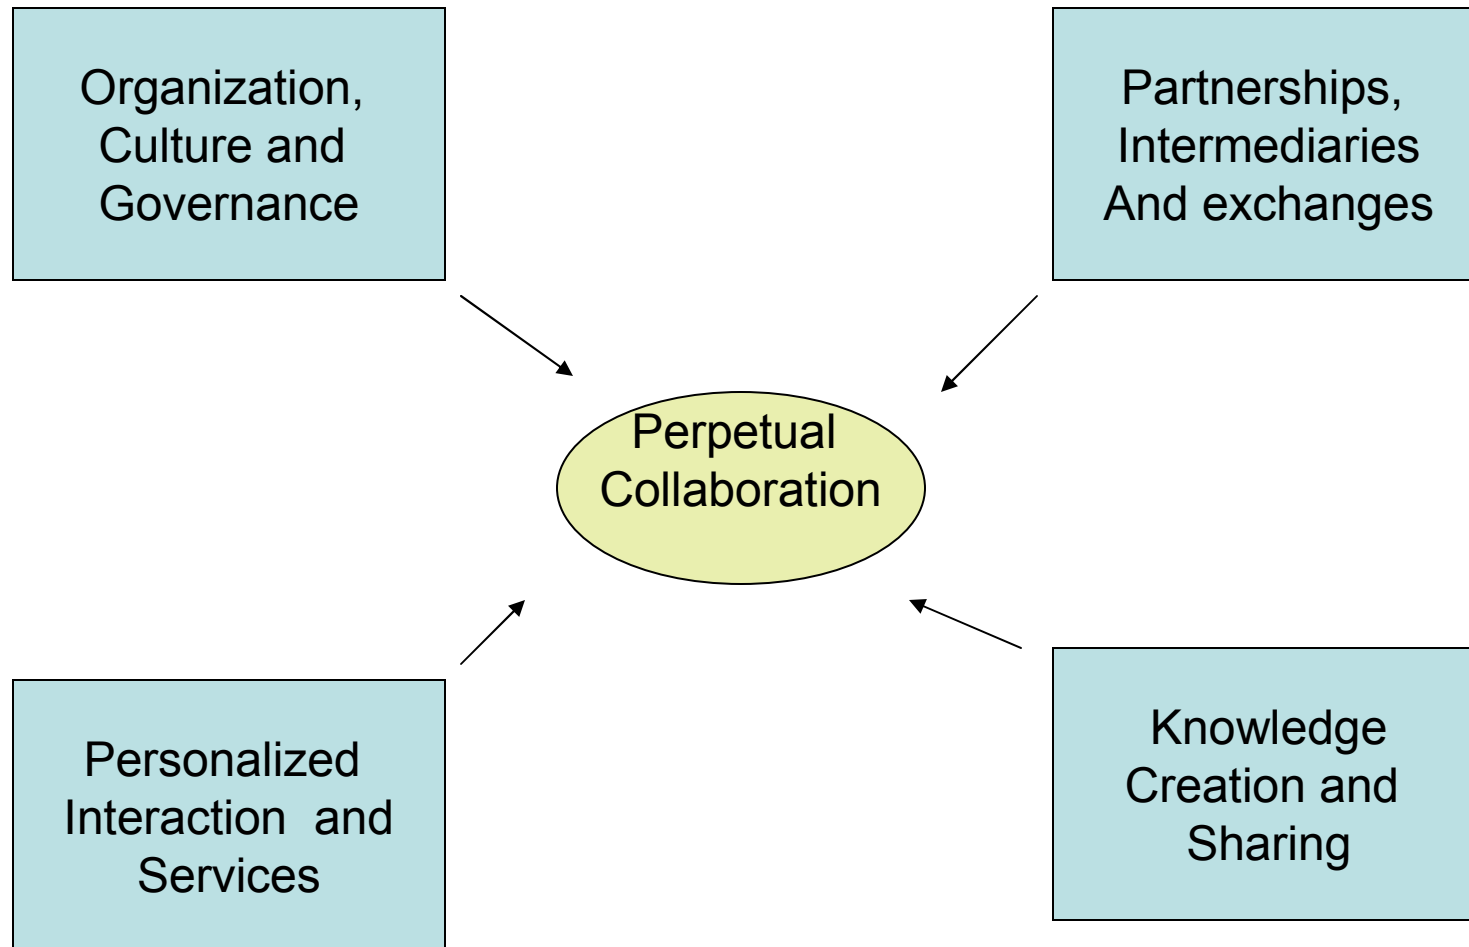 Organization,
Culture and
Governance
Partnerships,
Intermediaries
And exchanges
Perpetual
Collaboration
Personalized
Interaction  and
Services
Knowledge
Creation and
Sharing